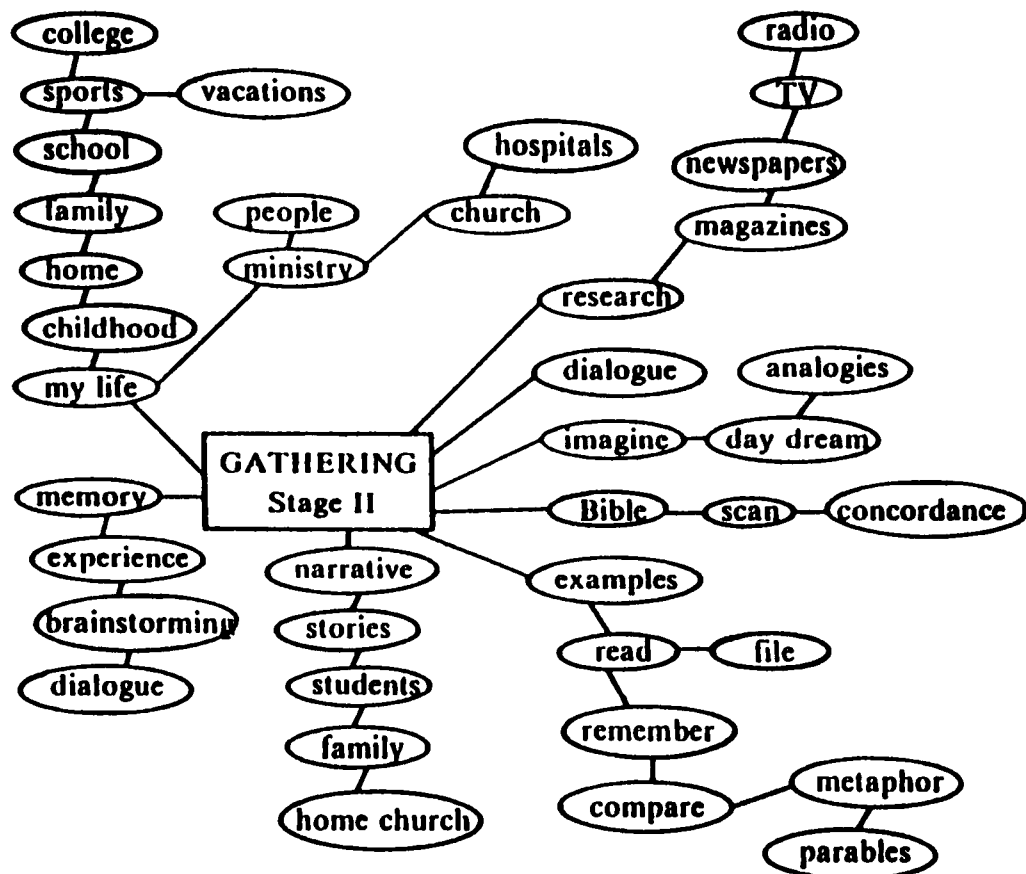 college
sports
vacations
school
family
home
childhood
my life
people
ministry
church
hospitals
radio
TV
newspapers
magazines
research
dialogue
analogies
imagine
day dream
GATHERING
Stage II
memory
experience
brainstorming
dialogue
narrative
stories
students
family
home church
Bible
scan
concordance
examples
read
file
remember
compare
metaphor
parables